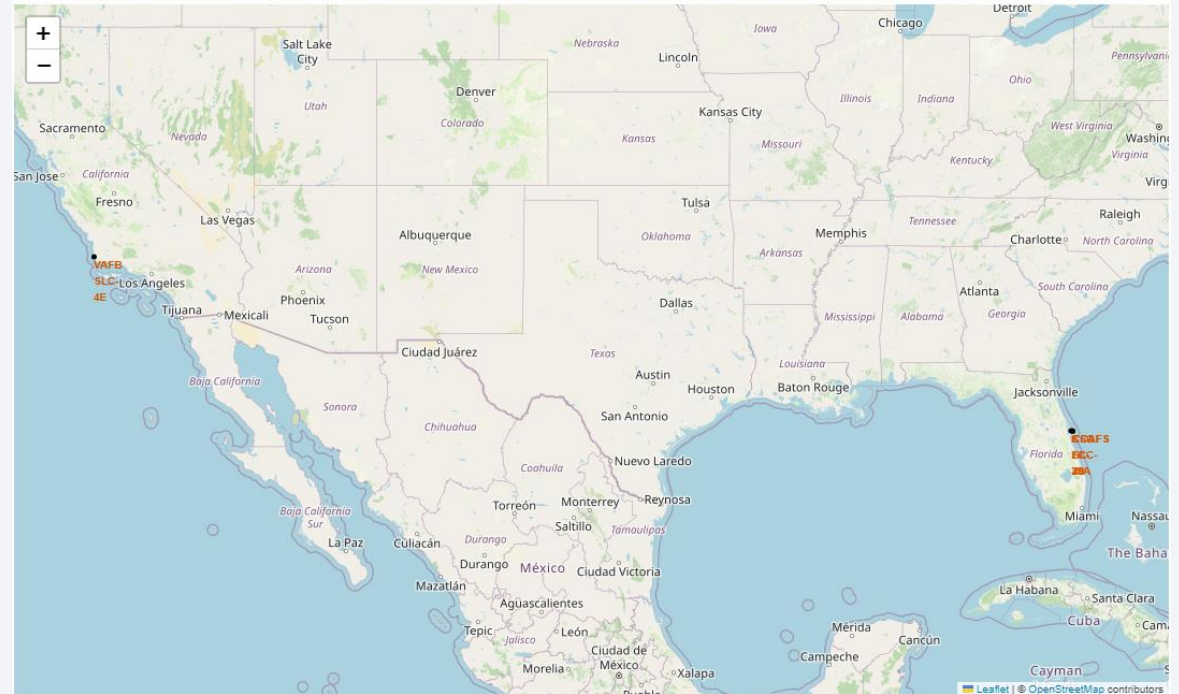 +
−
Detroit
Chicago
Iowa
Nebraska
Salt Lake
City
Lincoln
Ohio
Denver
Utah
Illinois
Indiana
Kansas City
Colorado
Sacramento
Nevada
Kansas
Missouri
West Virginia
Virginia
Kentucky
San Jose
California
Fresno
Las Vegas
Tulsa
Raleigh
Tennessee
Albuquerque
Oklahoma
Memphis
Charlotte
North Carolina
Arkansas
VAFB
SLC-
4E
Arizona
New Mexico
Los Angeles
South Carolina
Atlanta
Phoenix
Dallas
Tijuana
Mexicali
Tucson
Mississippi
Alabama
Georgia
Ciudad Juárez
Texas
Louisiana
Austin
Baja California
Houston
Baton Rouge
Jacksonville
Sonora
San Antonio
Chihuahua
Florida
Nuevo Laredo
Coahuila
Torreón
Monterrey
Reynosa
Baja California
Sur
Saltillo
Tamaulipas
Miami
La Paz
Culiacán
Durango
The Baha
Durango
México
Ciudad Victoria
Mazatlán
La Habana
Santa Clara
Aguascalientes
Cuba
Tepic
León
Mérida
Cancún
Jalisco
Ciudad de
México
Campeche
Morelia
Xalapa
Cayman
Leaflet | © OpenStreetMap contributors